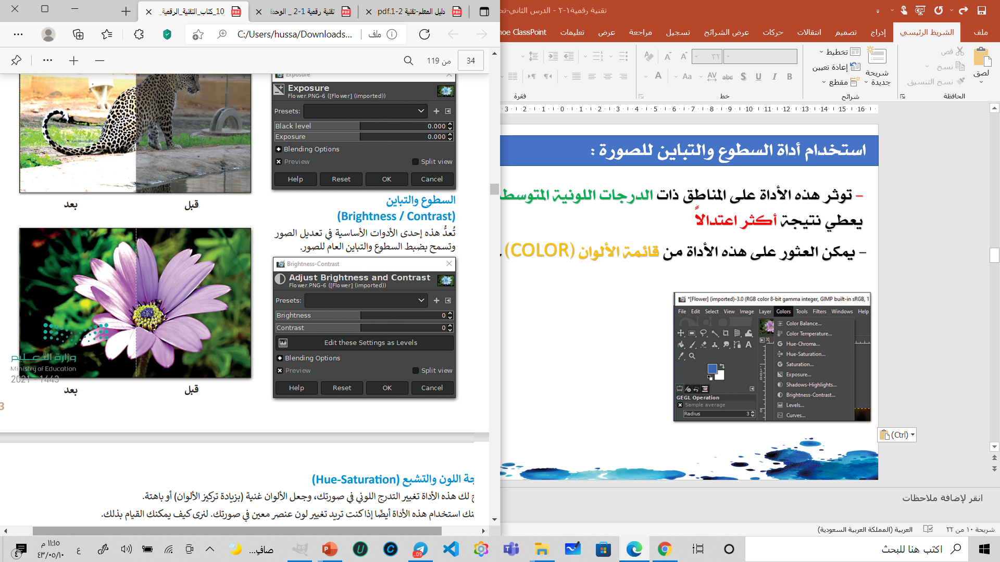 10_كتاب_التقنية_الرقمية_
تقنية رقمية 1-2 _ الوحدة
دليل المعلم-تقنية 2-1.pdf
C:/Users/hussa/Downloads...
ملف
34
من 119
Exposure
Exposure
Flower.PNG-6 ([Flower] (imported))
Presets:
Black level 0.000
Exposure 0.000
Blending Options
Preview Split view
Help Reset OK Cancel
قبل
بعد
السطوع والتباين
(Brightness / Contrast)
تُعدُّ هذه إحدى الأدوات الأساسية في تعديل الصور
وتسمح بضبط السطوع والتباين العام للصور.
Brightness-Contrast
Adjust Brightness and Contrast
Flower.PNG-6 ([Flower] (imported))
Presets:
Brightness 0
Contrast 0
Edit these Settings as Levels
Blending Options
Preview Split view
Help Reset OK Cancel
وزارة التعليم
Ministry of Education
2021 - 1443
قبل
بعد
3
اللون والتشبع (Hue-Saturation)
لك هذه الأداة تغيير التدرج اللوني في صورتك، وجعل الألوان غنية (بزيادة تركيز الألوان) أو باهتة.
استخدام هذه الأداة أيضًا إذا كنت تريد تغيير لون عنصر معين في صورتك. لنرى كيف يمكنك القيام بذلك.
تقنية رقمية١-٢ - الدرس الثاني-تح
ملف
الشريط الرئيسي
إدراج
تصميم
انتقالات
حركات
عرض الشرائح
تسجيل
مراجعة
عرض
تعليمات
ClassPoint
لصق
قص
نسخ
نسخ التنسيق
الحافظة
شريحة
جديدة
تخطيط
إعادة تعيين
مقطع
شرائح
٣٢
B I U S abc AV Aa A
خط
فقرة
3 2 1 0 1 2 3 4 5 6 7 8 9 10 11 12 13 14 15 16
استخدام أداة السطوع والتباين للصورة :
– توثر هذه الأداة على المناطق ذات الدرجات اللونية المتوسط
يعطي نتيجة أكثر اعتدالاً
– يمكن العثور على هذه الأداة من قائمة الألوان (COLOR)
*[Flower] (imported)-3.0 (RGB color 8-bit gamma integer, GIMP built-in sRGB, 1
File Edit Select View Image Layer Colors Tools Filters Windows Help
Color Balance...
Color Temperature...
Hue-Chroma...
Hue-Saturation...
Saturation...
Exposure...
Shadows-Highlights...
Brightness-Contrast...
Levels...
Curves...
GEGL Operation
Sample average
Radius 3
(Ctrl)
انقر لإضافة ملاحظات
شريحة ١٠ من ٢٢
العربية (المملكة العربية السعودية)
اكتب هنا للبحث
صافٍ...
ع
١١:١٥ م
٤٣/٠٥/١٠
٤